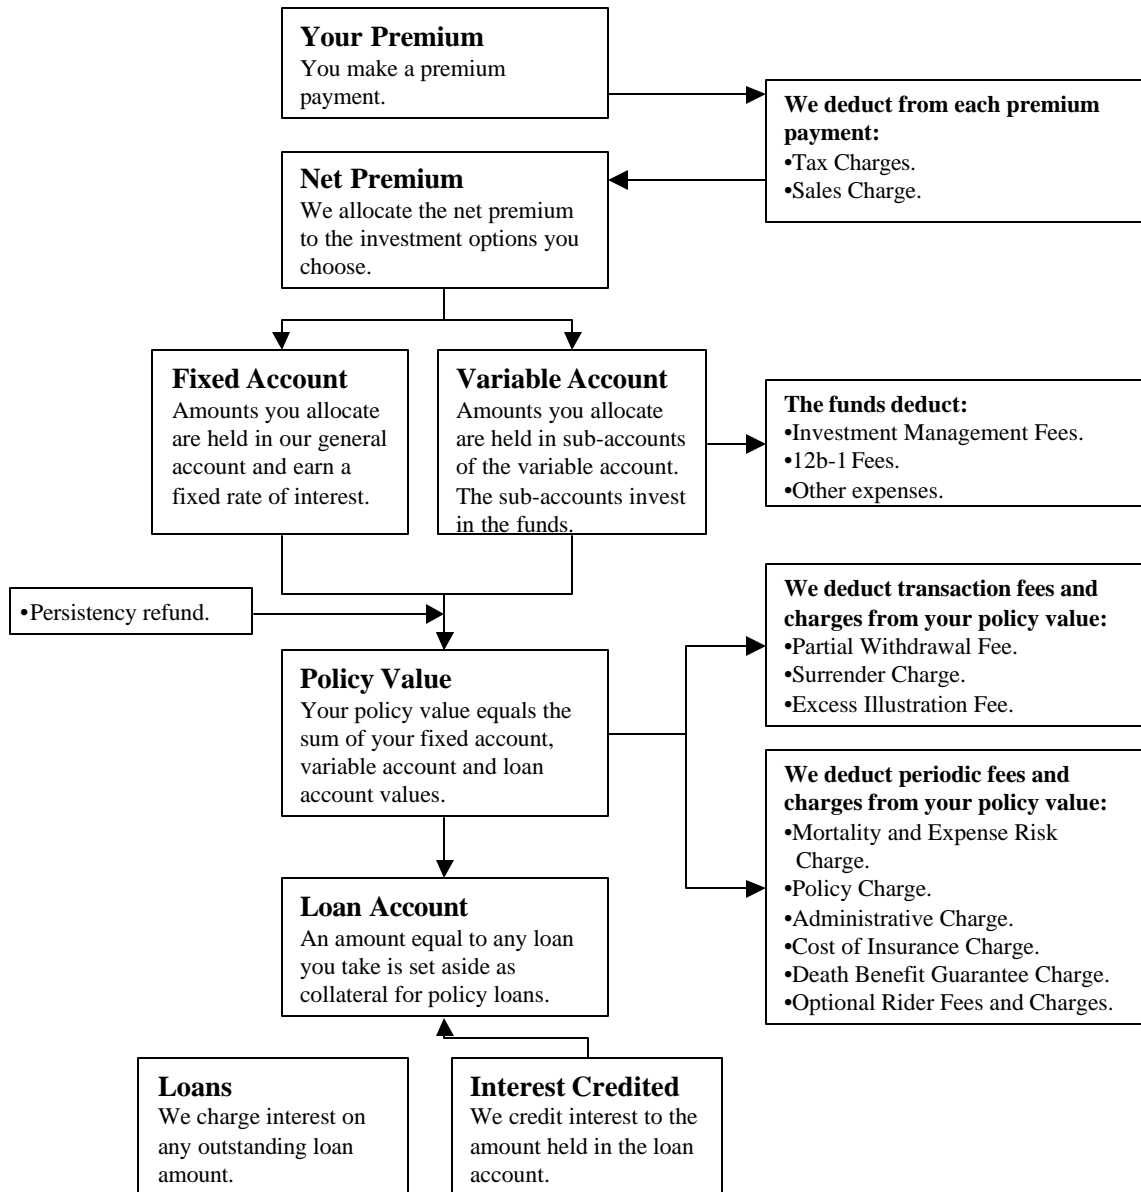 Your Premium
You make a premium
payment.
We deduct from each premium
payment:
•Tax Charges.
•Sales Charge.
Net Premium
We allocate the net premium
to the investment options you
choose.
Fixed Account
Amounts you allocate
are held in our general
account and earn a
fixed rate of interest.
Variable Account
Amounts you allocate
are held in sub-accounts
of the variable account.
The sub-accounts invest
in the funds.
The funds deduct:
•Investment Management Fees.
•12b-1 Fees.
•Other expenses.
•Persistency refund.
We deduct transaction fees and
charges from your policy value:
•Partial Withdrawal Fee.
•Surrender Charge.
•Excess Illustration Fee.
Policy Value
Your policy value equals the
sum of your fixed account,
variable account and loan
account values.
We deduct periodic fees and
charges from your policy value:
•Mortality and Expense Risk
Charge.
•Policy Charge.
•Administrative Charge.
•Cost of Insurance Charge.
•Death Benefit Guarantee Charge.
•Optional Rider Fees and Charges.
Loan Account
An amount equal to any loan
you take is set aside as
collateral for policy loans.
Loans
We charge interest on
any outstanding loan
amount.
Interest Credited
We credit interest to the
amount held in the loan
account.